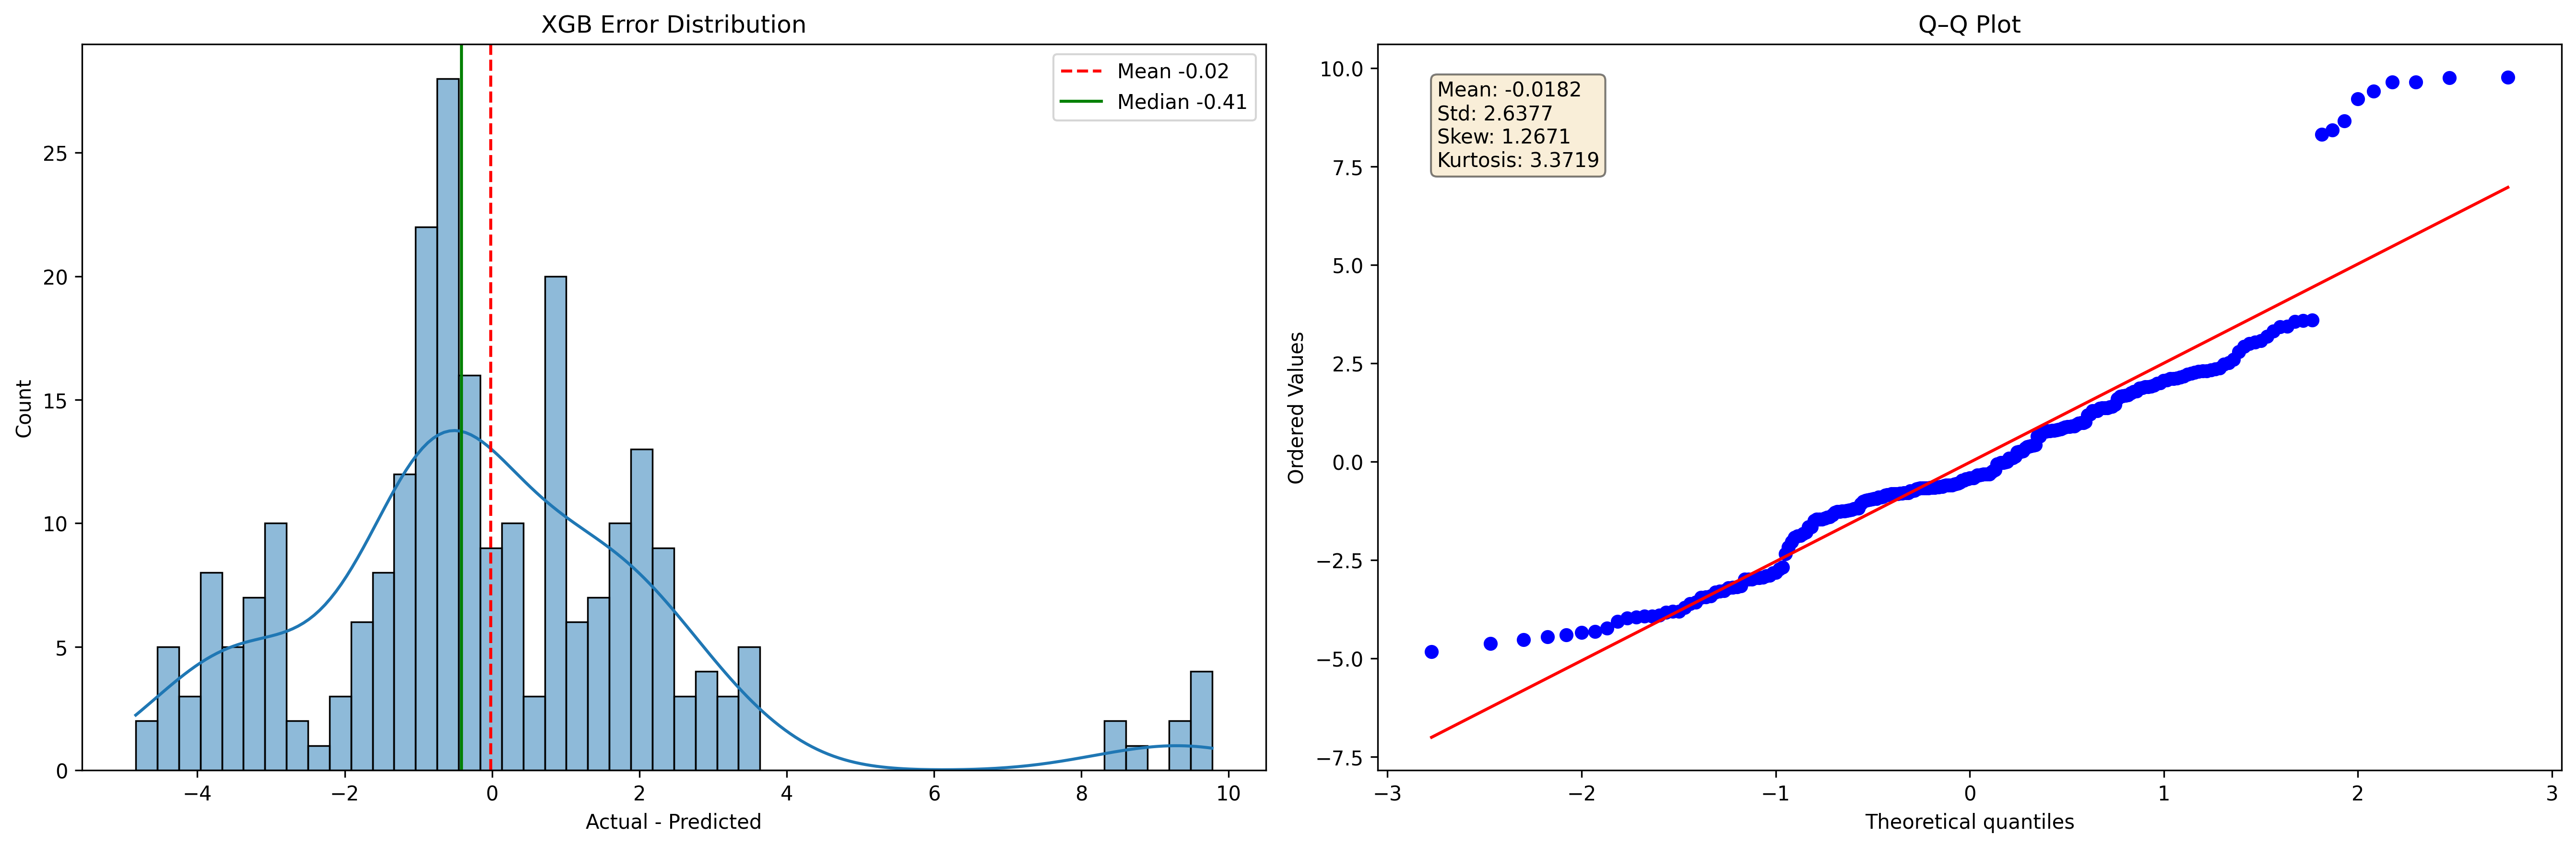 XGB Error Distribution
Mean -0.02
Median -0.41
Count
25
20
15
10
5
0
−4
−2
0
2
4
6
8
10
Actual - Predicted
Q–Q Plot
Mean: -0.0182
Std: 2.6377
Skew: 1.2671
Kurtosis: 3.3719
Ordered Values
10.0
7.5
5.0
2.5
0.0
−2.5
−5.0
−7.5
−3
−2
−1
0
1
2
3
Theoretical quantiles